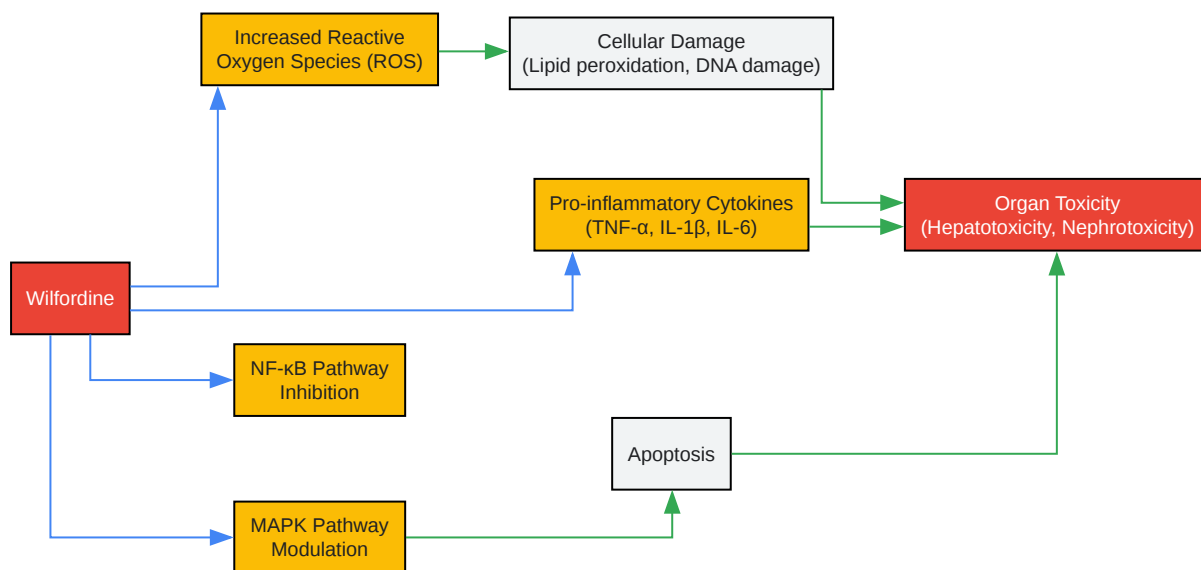 Increased Reactive
Oxygen Species (ROS)
Cellular Damage
(Lipid peroxidation, DNA damage)
Pro-inflammatory Cytokines
(TNF-α, IL-1β, IL-6)
Organ Toxicity
(Hepatotoxicity, Nephrotoxicity)
Wilfordine
NF-κB Pathway
Inhibition
Apoptosis
MAPK Pathway
Modulation